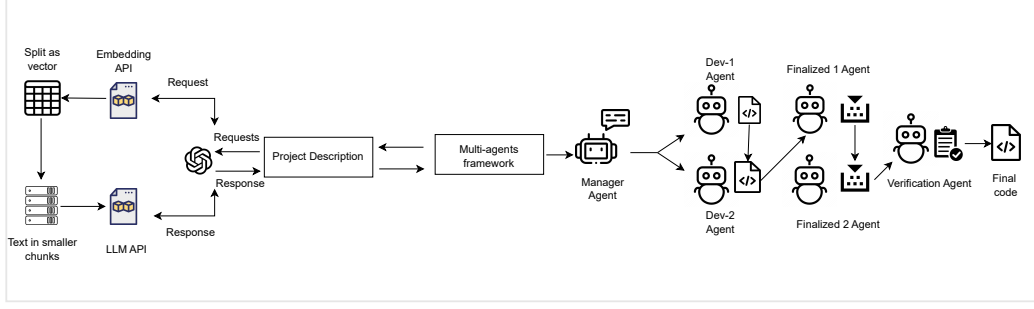 Split as
vector
Embedding
API
Request
Text in smaller
chunks
LLM API
Response
Requests
Response
Project Description
Multi-agents
framework
Manager
Agent
Dev-1
Agent
</>
Dev-2
Agent
</>
Finalized 1 Agent
Finalized 2 Agent
Verification Agent
</>
Final
code